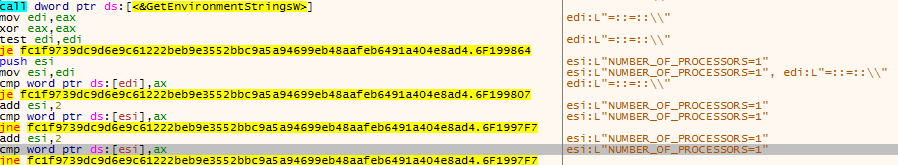 call dword ptr ds:[<&GetEnvironmentStringsW>]
mov edi,eax edi:L"=::=::\\"
xor eax,eax
test edi,edi edi:L"=::=::\\"
je fc1f9739dc9d6e9c61222beb9e3552bbc9a5a94699eb48aafeb6491a404e8ad4.6F199864
push esi esi:L"NUMBER_OF_PROCESSORS=1"
mov esi,edi esi:L"NUMBER_OF_PROCESSORS=1", edi:L"=::=::\\"
cmp word ptr ds:[edi],ax edi:L"=::=::\\"
je fc1f9739dc9d6e9c61222beb9e3552bbc9a5a94699eb48aafeb6491a404e8ad4.6F199807
add esi,2 esi:L"NUMBER_OF_PROCESSORS=1"
cmp word ptr ds:[esi],ax esi:L"NUMBER_OF_PROCESSORS=1"
jne fc1f9739dc9d6e9c61222beb9e3552bbc9a5a94699eb48aafeb6491a404e8ad4.6F1997F7
add esi,2 esi:L"NUMBER_OF_PROCESSORS=1"
cmp word ptr ds:[esi],ax esi:L"NUMBER_OF_PROCESSORS=1"
jne fc1f9739dc9d6e9c61222beb9e3552bbc9a5a94699eb48aafeb6491a404e8ad4.6F1997F7